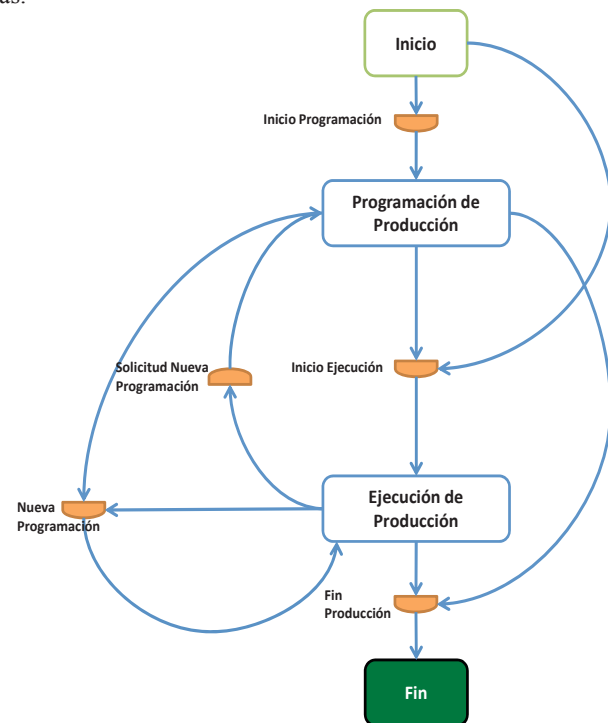 Inicio
Inicio Programación
Programación de
Producción
Solicitud Nueva
Programación
Inicio Ejecución
Ejecución de
Producción
Nueva
Programación
Fin
Producción
Fin